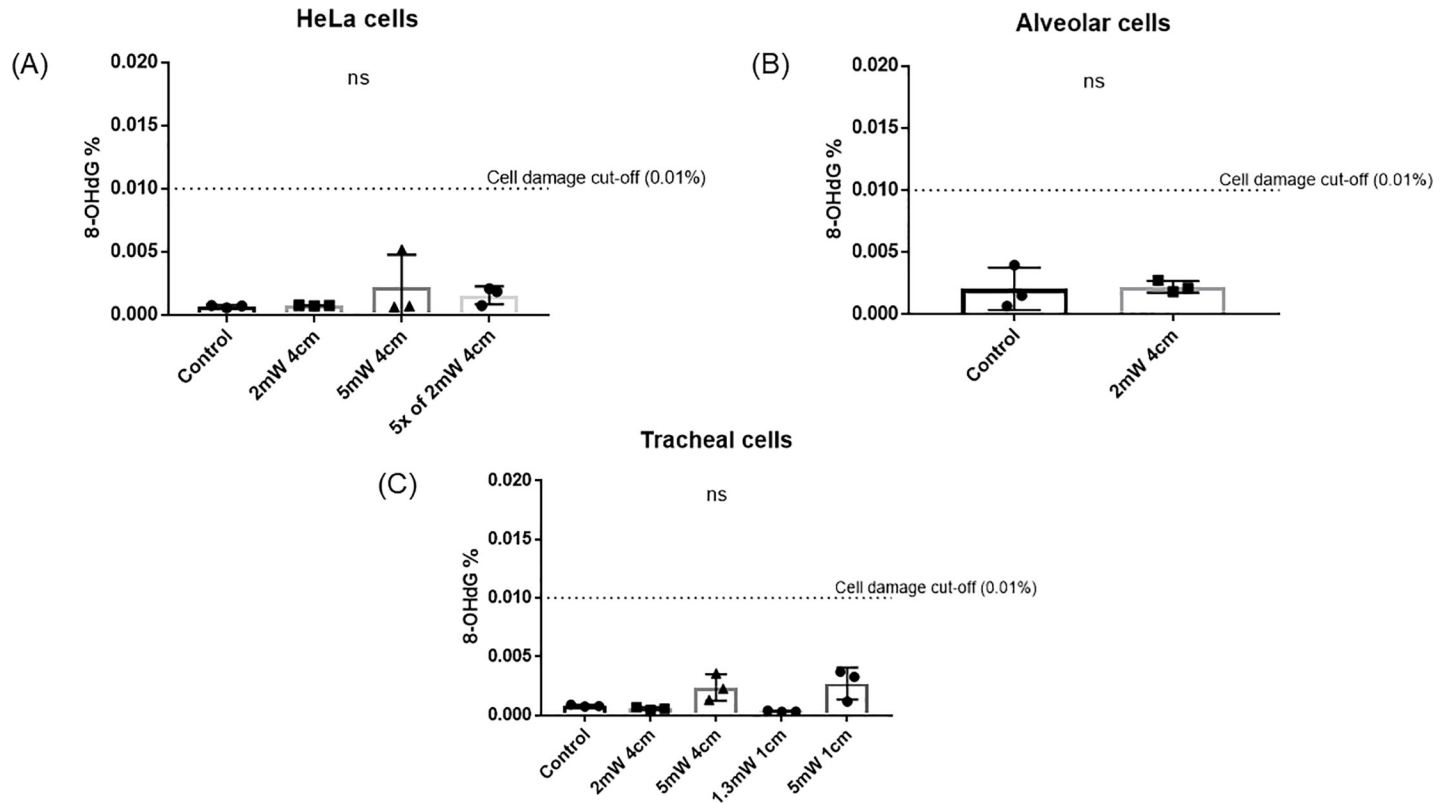 HeLa cells
(A)
0.020
ns
0.015
8-OHdG %
0.010
Cell damage cut-off (0.01%)
0.005
0.000
Control
2mW 4cm
5mW 4cm
5x of 2mW 4cm
Alveolar cells
(B)
0.020
ns
0.015
8-OHdG %
0.010
Cell damage cut-off (0.01%)
0.005
0.000
Control
2mW 4cm
Tracheal cells
(C)
0.020
ns
0.015
8-OHdG %
0.010
Cell damage cut-off (0.01%)
0.005
0.000
Control
2mW 4cm
5mW 4cm
1.3mW 1cm
5mW 1cm